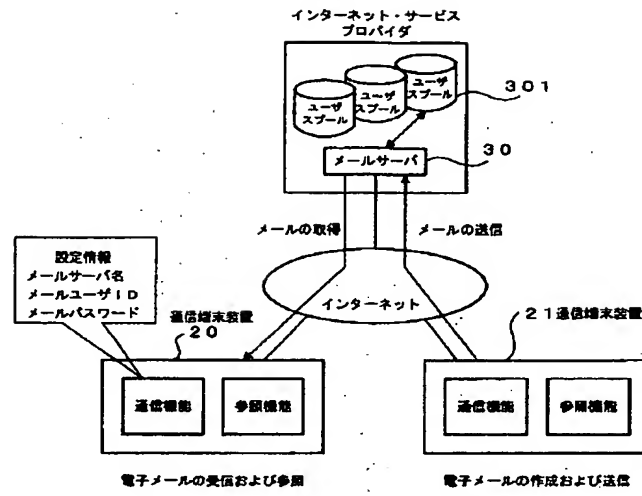 インターネット・サービス
プロバイダ
ユーザ
スプール
ユーザ
スプール
ユーザ
スプール
301
30
メールサーバ
メールの取得
メールの送信
設定情報
メールサーバ名
メールユーザID
メールパスワード
インターネット
通信端末装置
20
21通信端末装置
通信機能
参照機能
通信機能
参照機能
電子メールの受信および参照
電子メールの作成および送信